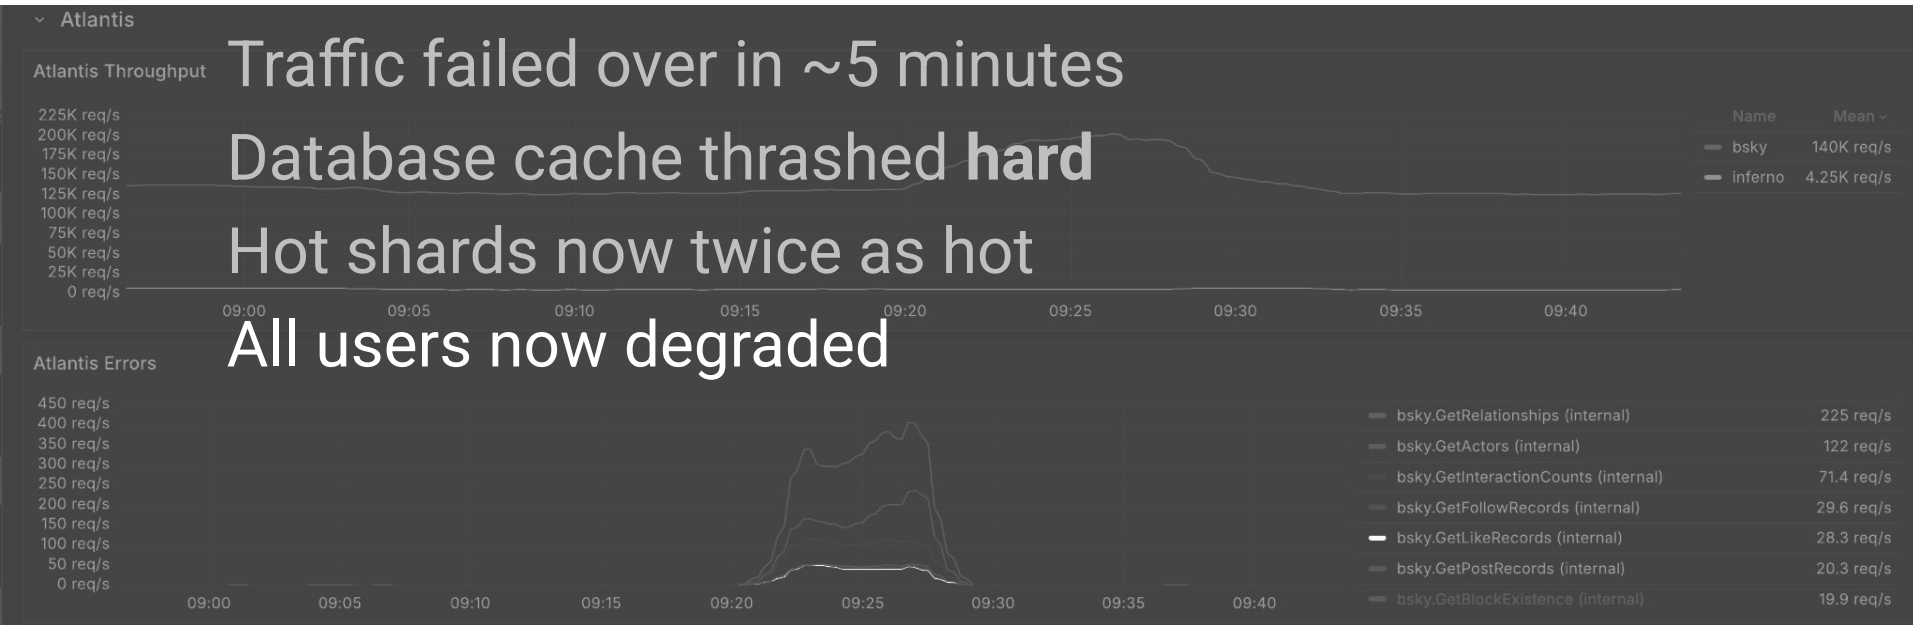 Atlantis
Traffic failed over in ~5 minutes
Atlantis Throughput
225K req/s
200K req/s
175K req/s
150K req/s
125K req/s
100K req/s
75K req/s
50K req/s
25K req/s
0 req/s
Database cache thrashed hard
Hot shards now twice as hot
Name Mean
bsky 140K req/s
inferno 4.25K req/s
09:00 09:05 09:10 09:15 09:20 09:25 09:30 09:35 09:40
All users now degraded
Atlantis Errors
450 req/s
400 req/s
350 req/s
300 req/s
250 req/s
200 req/s
150 req/s
100 req/s
50 req/s
0 req/s
09:00 09:05 09:10 09:15 09:20 09:25 09:30 09:35 09:40
bsky.GetRelationships (internal) 225 req/s
bsky.GetActors (internal) 122 req/s
bsky.GetInteractionCounts (internal) 71.4 req/s
bsky.GetFollowRecords (internal) 29.6 req/s
bsky.GetLikeRecords (internal) 28.3 req/s
bsky.GetPostRecords (internal) 20.3 req/s
bsky.GetBlockExistence (internal) 19.9 req/s